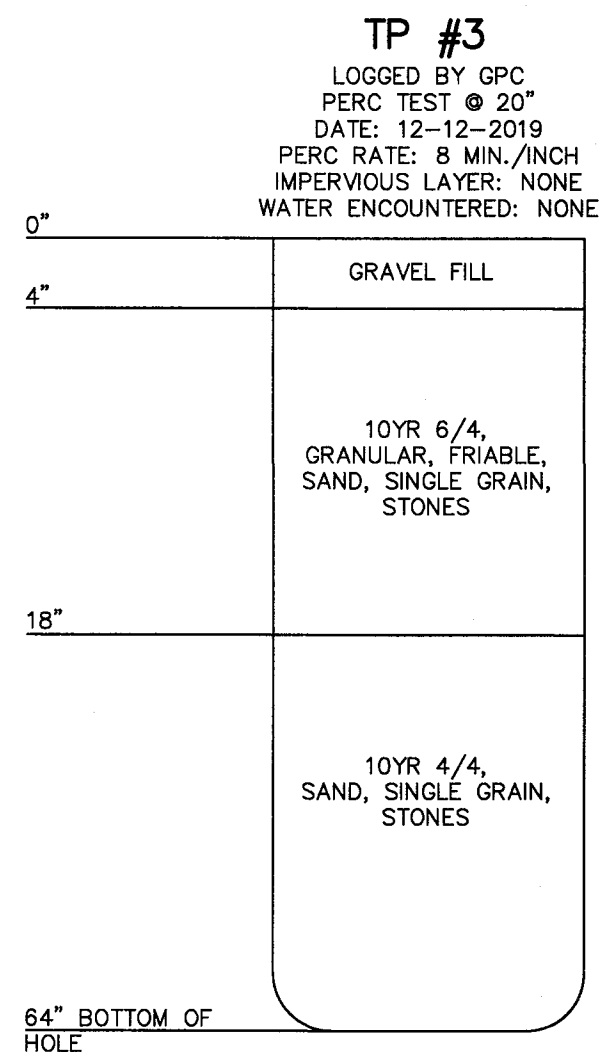 TP #3
LOGGED BY GPC
PERC TEST @ 20"
DATE: 12-12-2019
PERC RATE: 8 MIN./INCH
IMPERVIOUS LAYER: NONE
WATER ENCOUNTERED: NONE
0"
GRAVEL FILL
4"
10YR 6/4,
GRANULAR, FRIABLE,
SAND, SINGLE GRAIN,
STONES
18"
10YR 4/4,
SAND, SINGLE GRAIN,
STONES
64" BOTTOM OF
HOLE